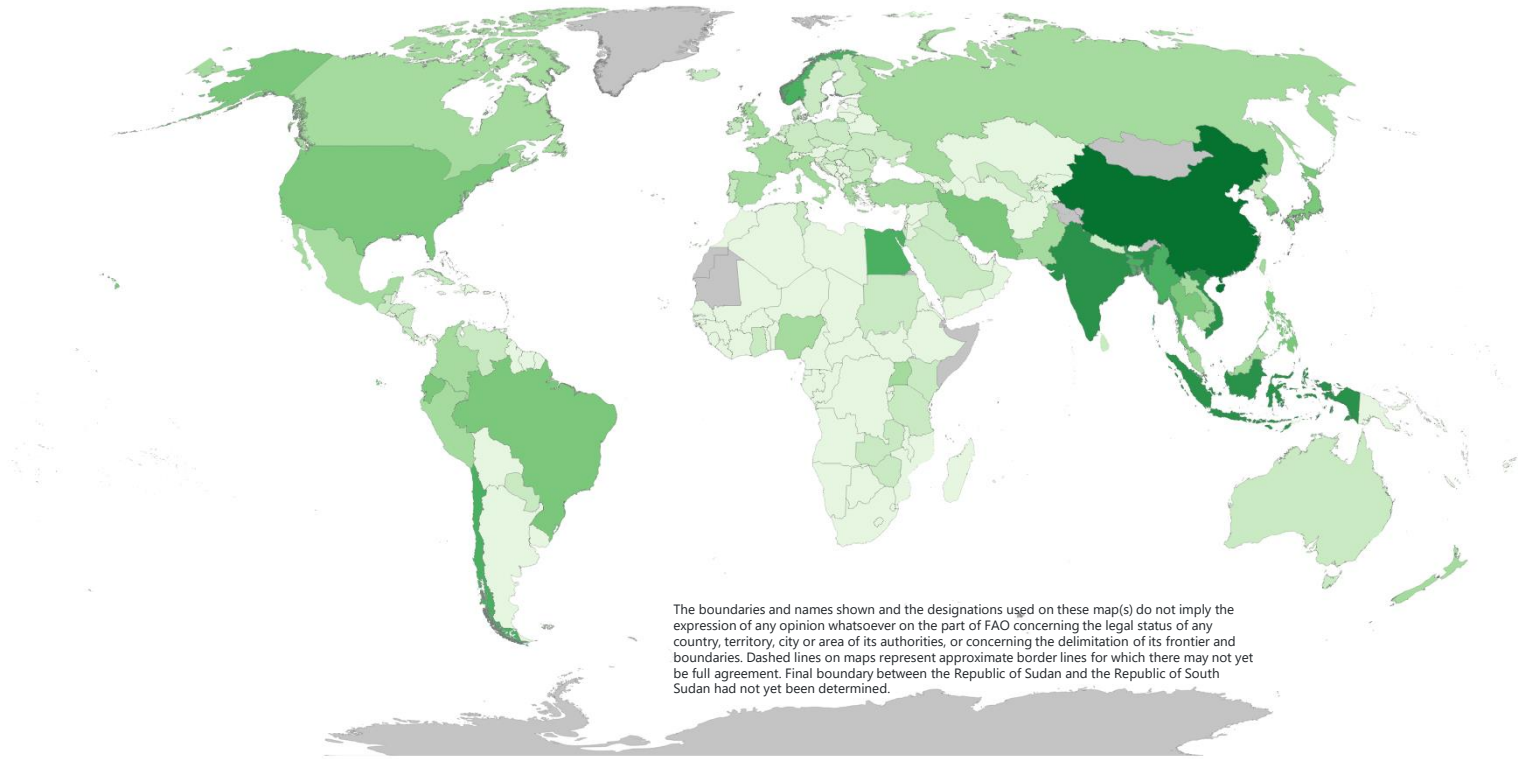 The boundaries and names shown and the designations used on these map(s) do not imply the
expression of any opinion whatsoever on the part of FAO concerning the legal status of any
country, territory, city or area of its authorities, or concerning the delimitation of its frontier and
boundaries. Dashed lines on maps represent approximate border lines for which there may not yet
be full agreement. Final boundary between the Republic of Sudan and the Republic of South
Sudan had not yet been determined.